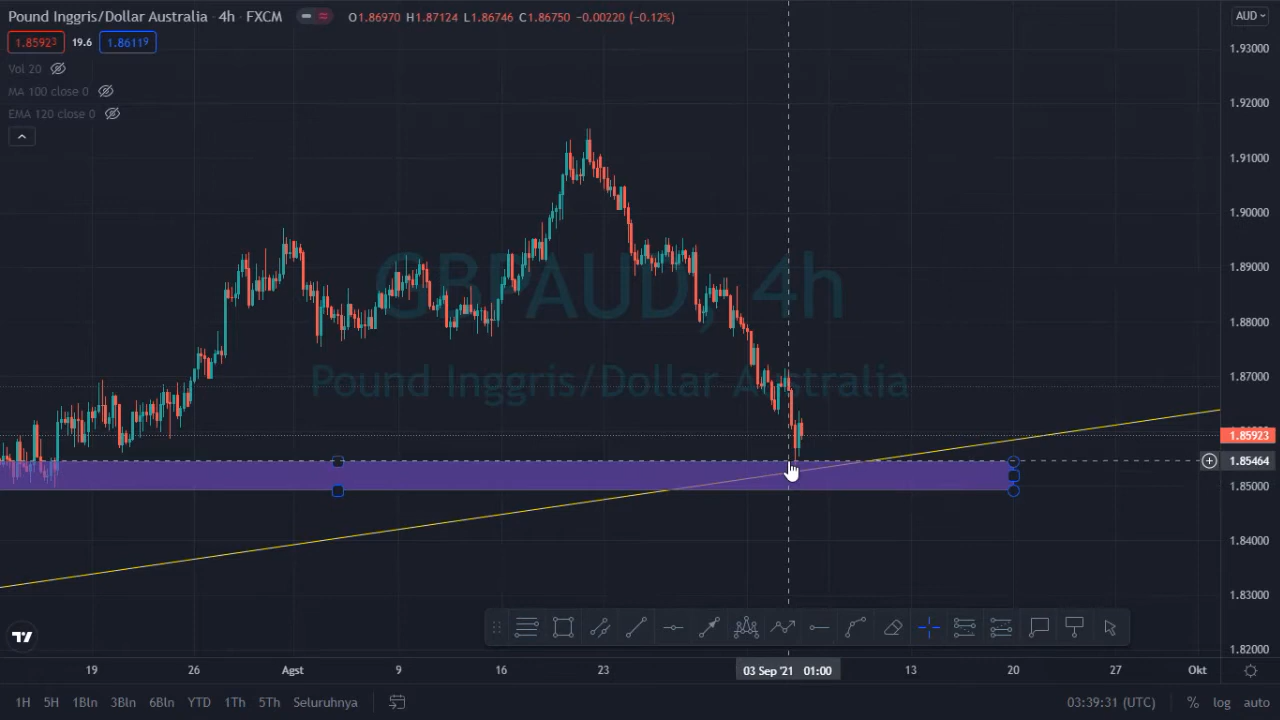 Pound Inggris/Dollar Australia · 4h · FXCM O1.86970 H1.87124 L1.86746 C1.86750 −0.00220 (−0.12%) AUD
1.85923 19.6 1.86119
Vol 20
MA 100 close 0
EMA 120 close 0
GBPAUD, 4h
Pound Inggris/Dollar Australia
1.93000
1.92000
1.91000
1.90000
1.89000
1.88000
1.87000
1.85923
1.85464
1.85000
1.84000
1.83000
1.82000
19 26 Agst 9 16 23 03 Sep '21 01:00 13 20 27 Okt
1H 5H 1Bln 3Bln 6Bln YTD 1Th 5Th Seluruhnya 03:39:31 (UTC) % log auto